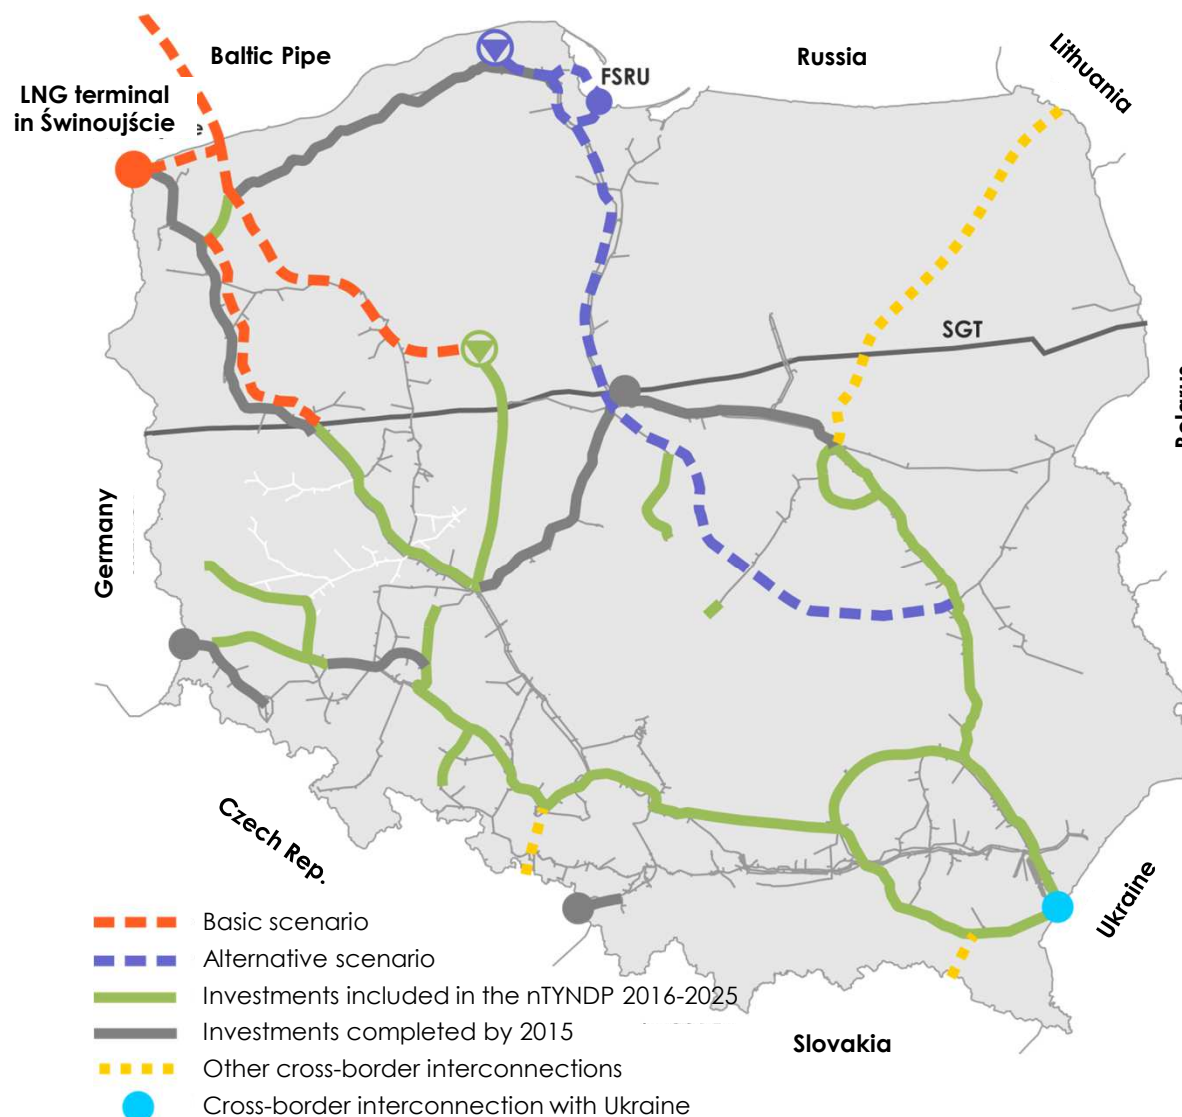 Baltic Pipe
Russia
Lithuania
FSRU
LNG terminal
in Świnoujście
SGT
Germany
Czech Rep.
Ukraine
Slovakia
Basic scenario
Alternative scenario
Investments included in the nTYNDP 2016-2025
Investments completed by 2015
Other cross-border interconnections
Cross-border interconnection with Ukraine